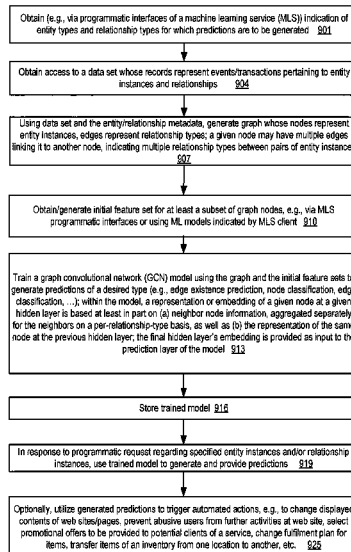 Obtain (e.g., via programmatic interfaces of a machine learning service (MLS)) indication of
entity types and relationship types for which predictions are to be generated 901
Obtain access to a data set whose records represent events/transactions pertaining to entity
instances and relationships 904
Using data set and the entity/relationship metadata, generate graph whose nodes represent
entity instances, edges represent relationship types; a given node may have multiple edges
linking it to another node, indicating multiple relationship types between pairs of entity instances
907
Obtain/generate initial feature set for at least a subset of graph nodes, e.g., via MLS
programmatic interfaces or using ML models indicated by MLS client 910
Train a graph convolutional network (GCN) model using the graph and the initial feature sets to
generate predictions of a desired type (e.g., edge existence prediction, node classification, edge
classification, ...); within the model, a representation or embedding of a given node at a given
hidden layer is based at least in part on (a) neighbor node information, aggregated separately
for the neighbors on a per-relationship-type basis, as well as (b) the representation of the same
node at the previous hidden layer; the final hidden layer's embedding is provided as input to the
prediction layer of the model 913
Store trained model 916
In response to programmatic request regarding specified entity instances and/or relationship
instances, use trained model to generate and provide predictions 919
Optionally, utilize generated predictions to trigger automated actions, e.g., to change displayed
contents of web sites/pages, prevent abusive users from further activities at web site, select
promotional offers to be provided to potential clients of a service, change fulfilment plan for
items, transfer items of an inventory from one location to another, etc. 925